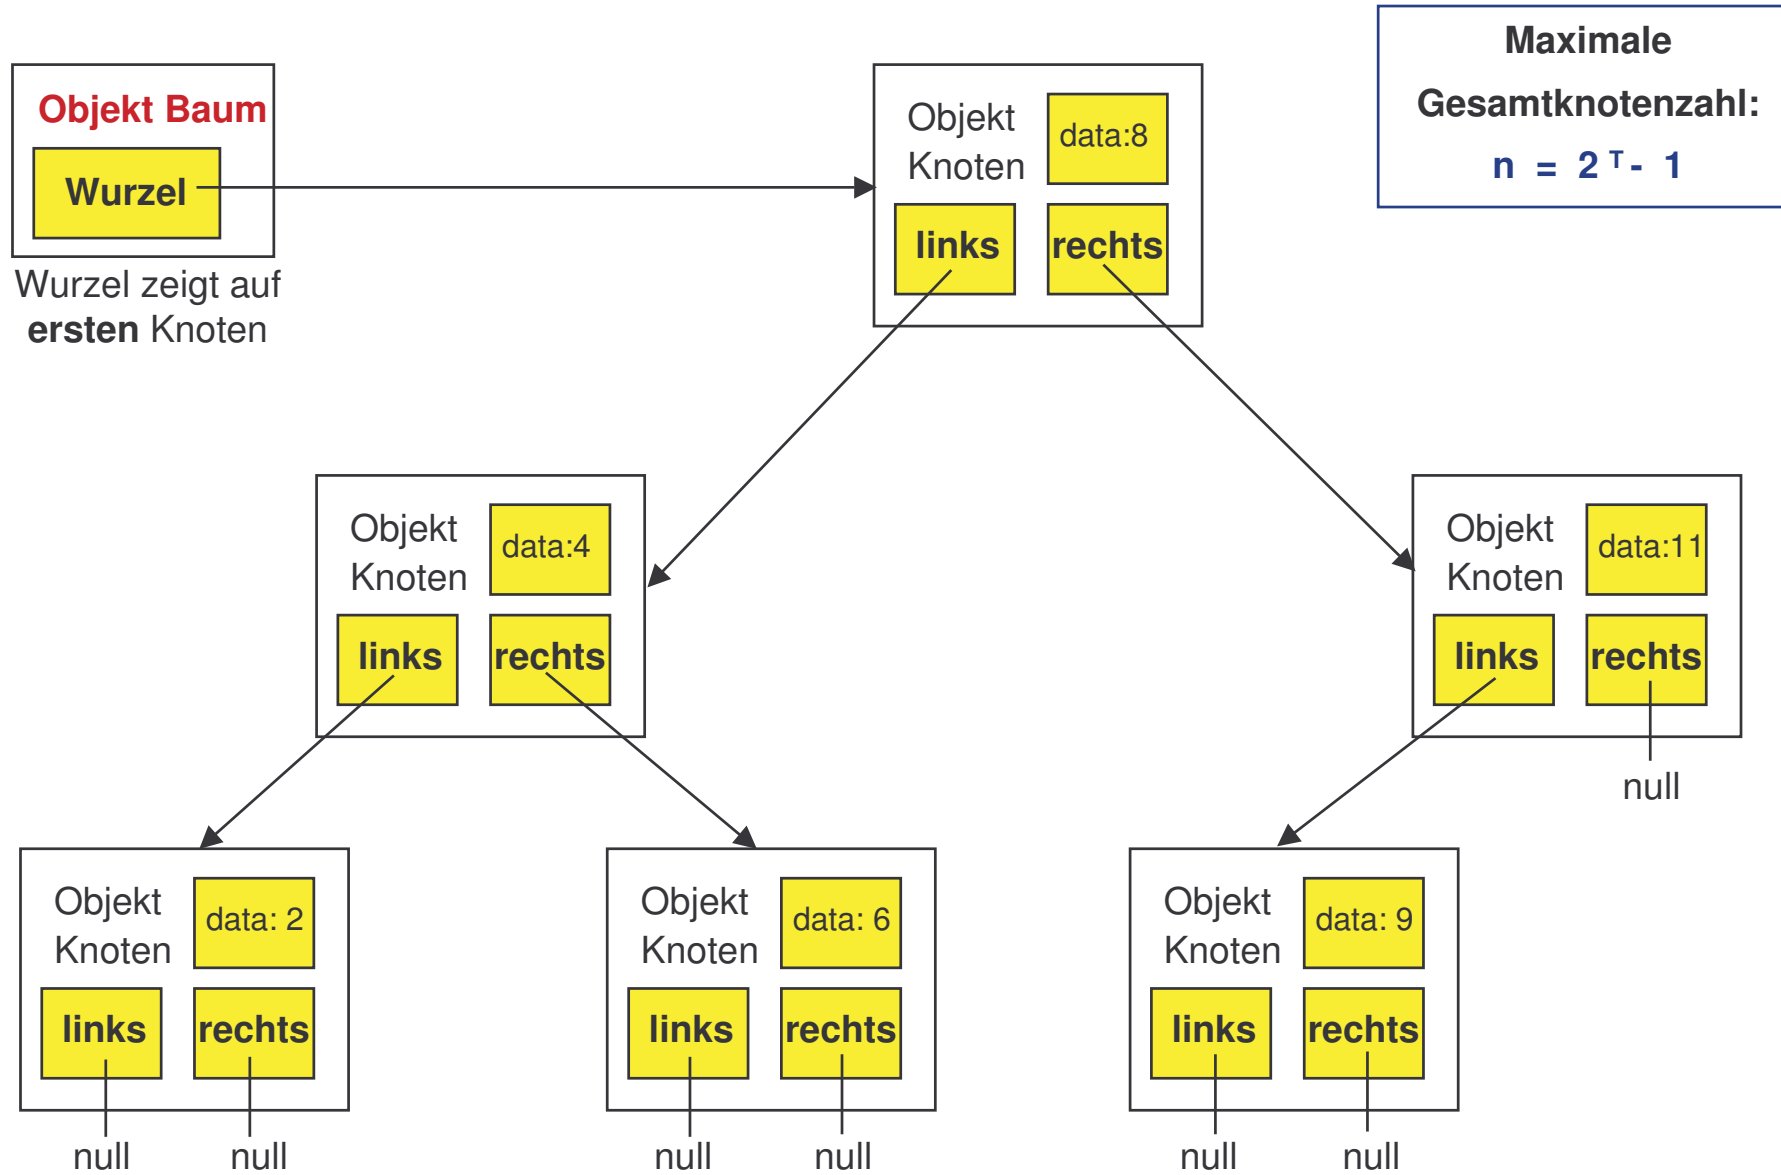 Objekt Baum
Wurzel
Wurzel zeigt auf
ersten Knoten
Objekt
Knoten
data:8
links
rechts
Maximale
Gesamtknotenzahl:
n = 2 ᵀ - 1
Objekt
Knoten
data:4
links
rechts
Objekt
Knoten
data:11
links
rechts
null
Objekt
Knoten
data: 2
links
rechts
null
null
Objekt
Knoten
data: 6
links
rechts
null
null
Objekt
Knoten
data: 9
links
rechts
null
null